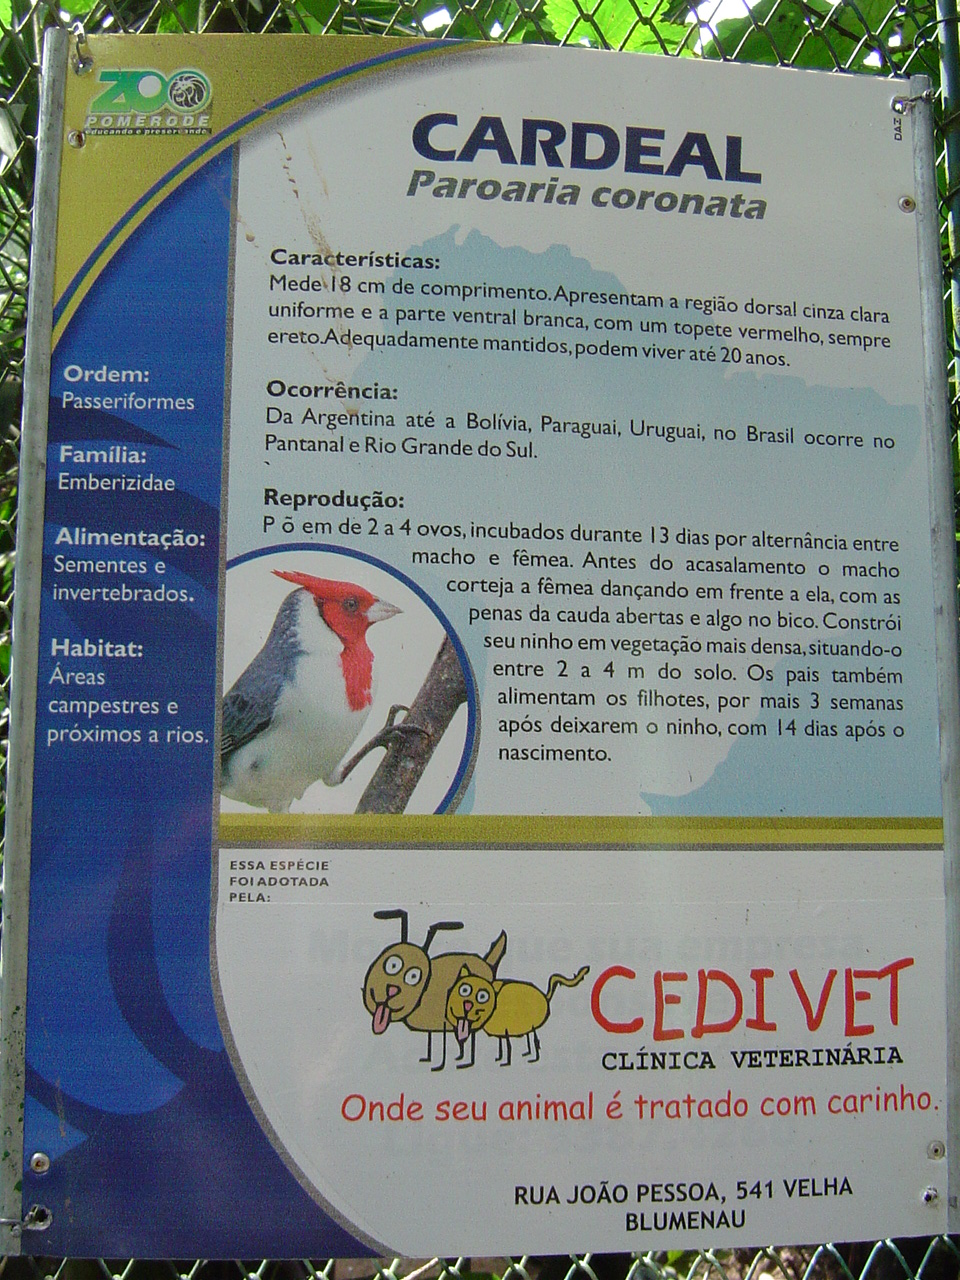 ZOO
POMERODE
educando e preservando.
CARDEAL
Paroaria coronata
Características:
Mede 18 cm de comprimento. Apresentam a região dorsal cinza clara
uniforme e a parte ventral branca, com um topete vermelho, sempre
ereto. Adequadamente mantidos, podem viver até 20 anos.
Ocorrência:
Da Argentina até a Bolívia, Paraguai, Uruguai, no Brasil ocorre no
Pantanal e Rio Grande do Sul.
Reprodução:
P õ em de 2 a 4 ovos, incubados durante 13 dias por alternância entre
macho e fêmea. Antes do acasalamento o macho
corteja a fêmea dançando em frente a ela, com as
penas da cauda abertas e algo no bico. Constrói
seu ninho em vegetação mais densa, situando-o
entre 2 a 4 m do solo. Os pais também
alimentam os filhotes, por mais 3 semanas
após deixarem o ninho, com 14 dias após o
nascimento.
Ordem:
Passeriformes
Família:
Emberizidae
Alimentação:
Sementes e
invertebrados.
Habitat:
Áreas
campestres e
próximos a rios.
ESSA ESPÉCIE
FOI ADOTADA
PELA:
CEDIVET
CLÍNICA VETERINÁRIA
Onde seu animal é tratado com carinho.
RUA JOÃO PESSOA, 541 VELHA
BLUMENAU